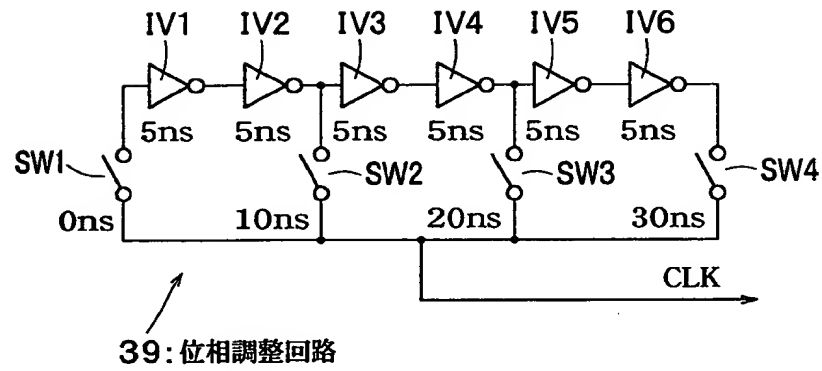 IV1 IV2 IV3 IV4 IV5 IV6
5ns 5ns 5ns 5ns 5ns 5ns
SW1 SW2 SW3 SW4
0ns 10ns 20ns 30ns
CLK
39:位相調整回路